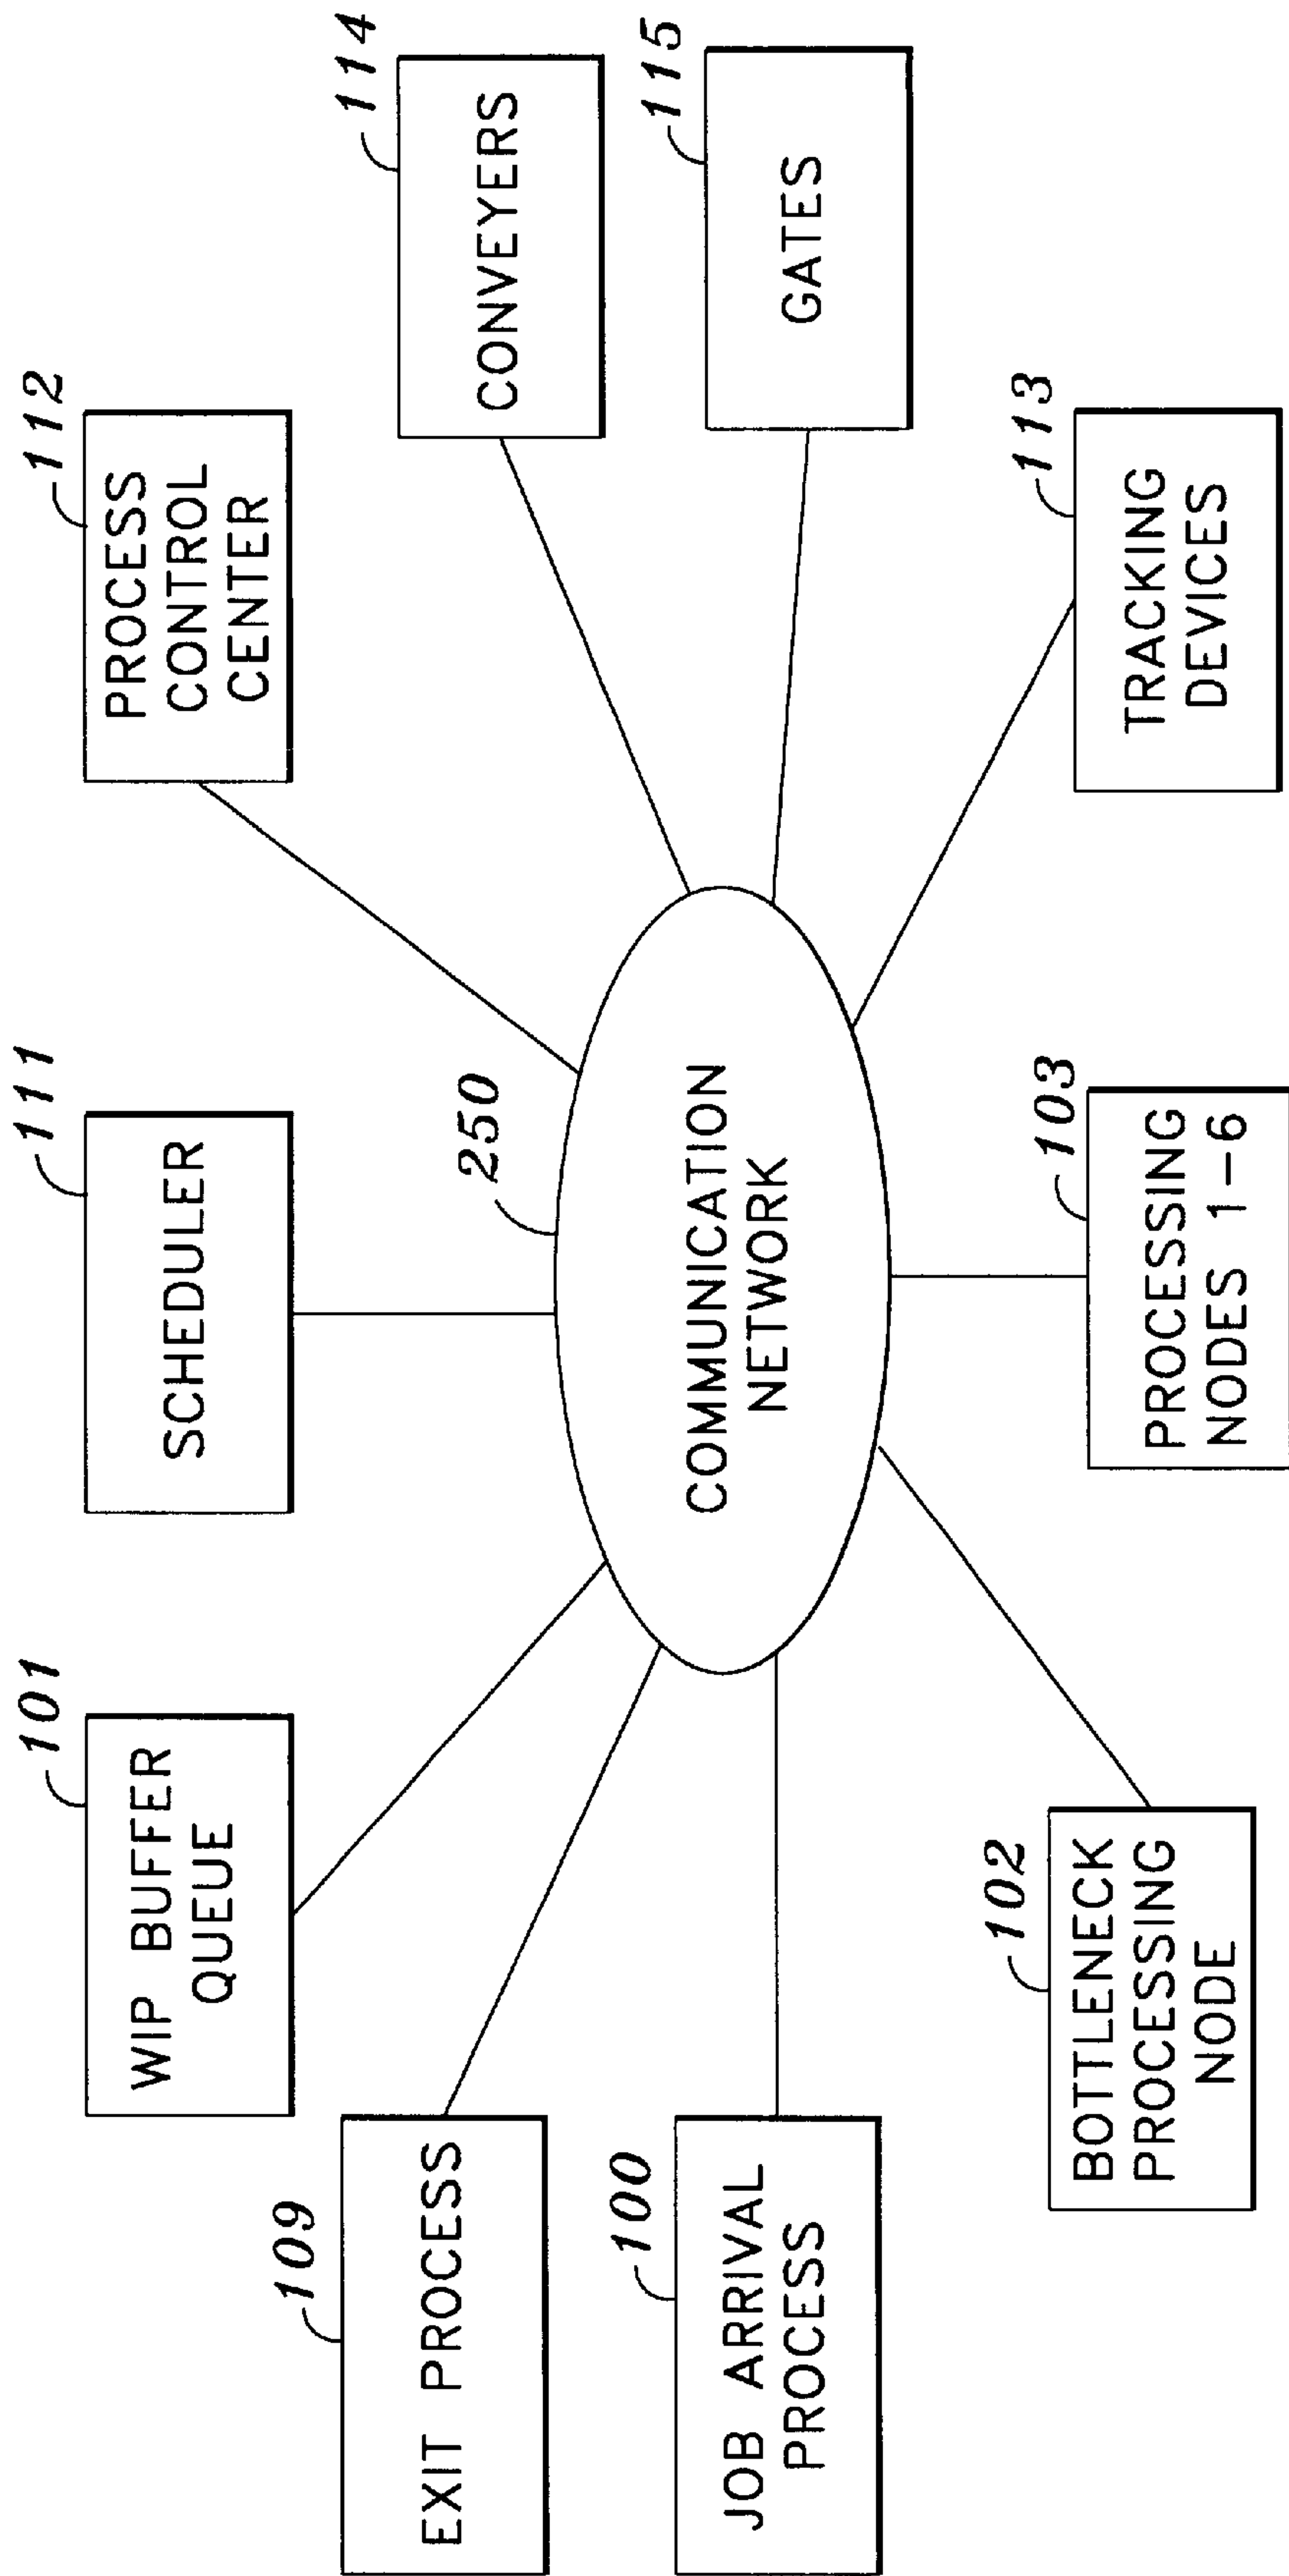 101
WIP BUFFER
QUEUE
111
SCHEDULER
112
PROCESS
CONTROL
CENTER
109
EXIT PROCESS
114
CONVEYERS
250
COMMUNICATION
NETWORK
100
JOB ARRIVAL
PROCESS
115
GATES
102
BOTTLENECK
PROCESSING
NODE
103
PROCESSING
NODES 1-6
113
TRACKING
DEVICES